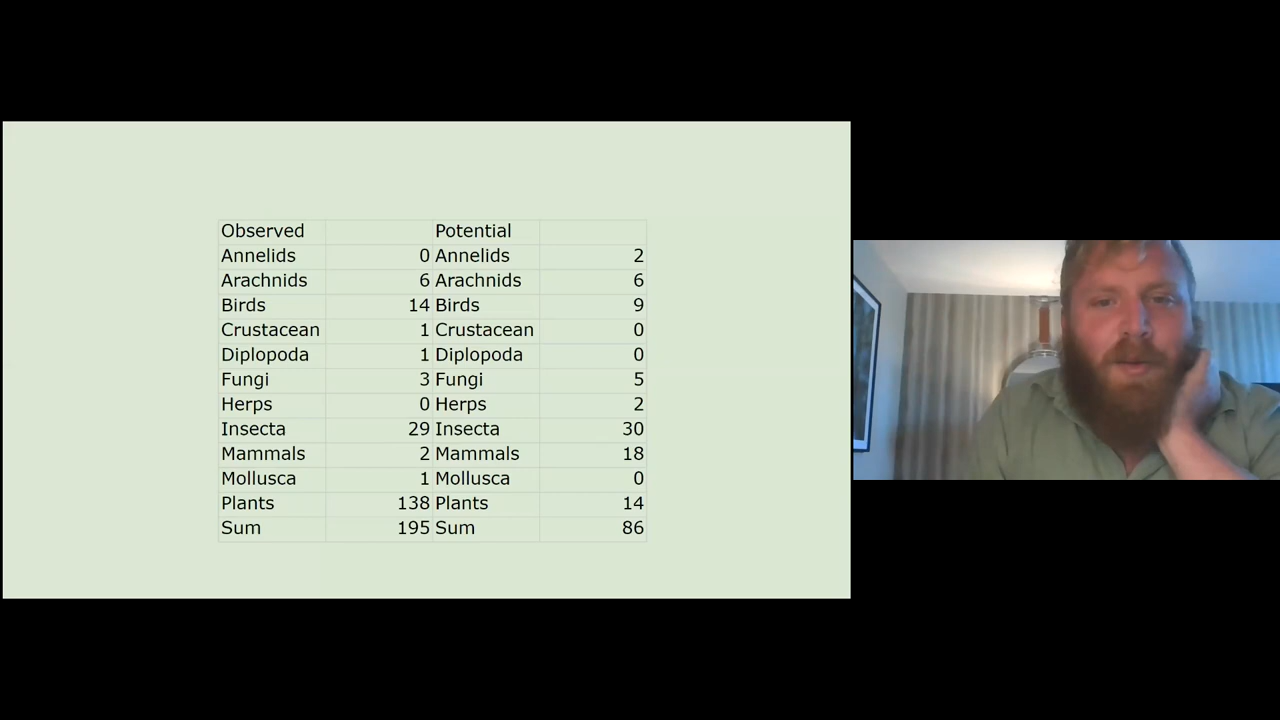 Observed Potential
Annelids 0 Annelids 2
Arachnids 6 Arachnids 6
Birds 14 Birds 9
Crustacean 1 Crustacean 0
Diplopoda 1 Diplopoda 0
Fungi 3 Fungi 5
Herps 0 Herps 2
Insecta 29 Insecta 30
Mammals 2 Mammals 18
Mollusca 1 Mollusca 0
Plants 138 Plants 14
Sum 195 Sum 86